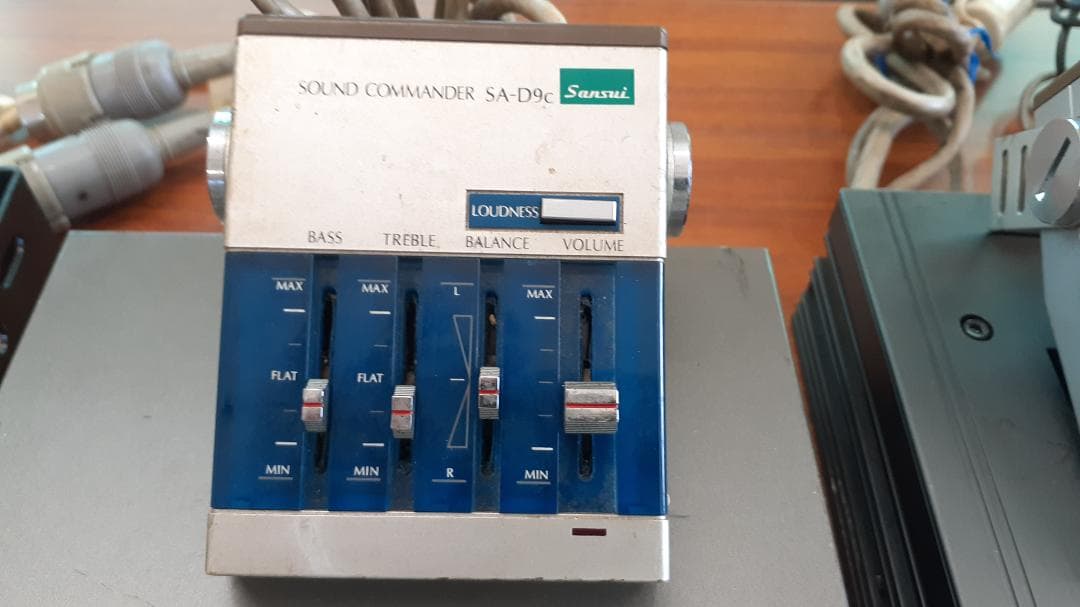 SOUND COMMANDER SA-D9c Sansui
LOUDNESS
BASS TREBLE BALANCE VOLUME
MAX MAX L MAX
FLAT FLAT
MIN MIN R MIN